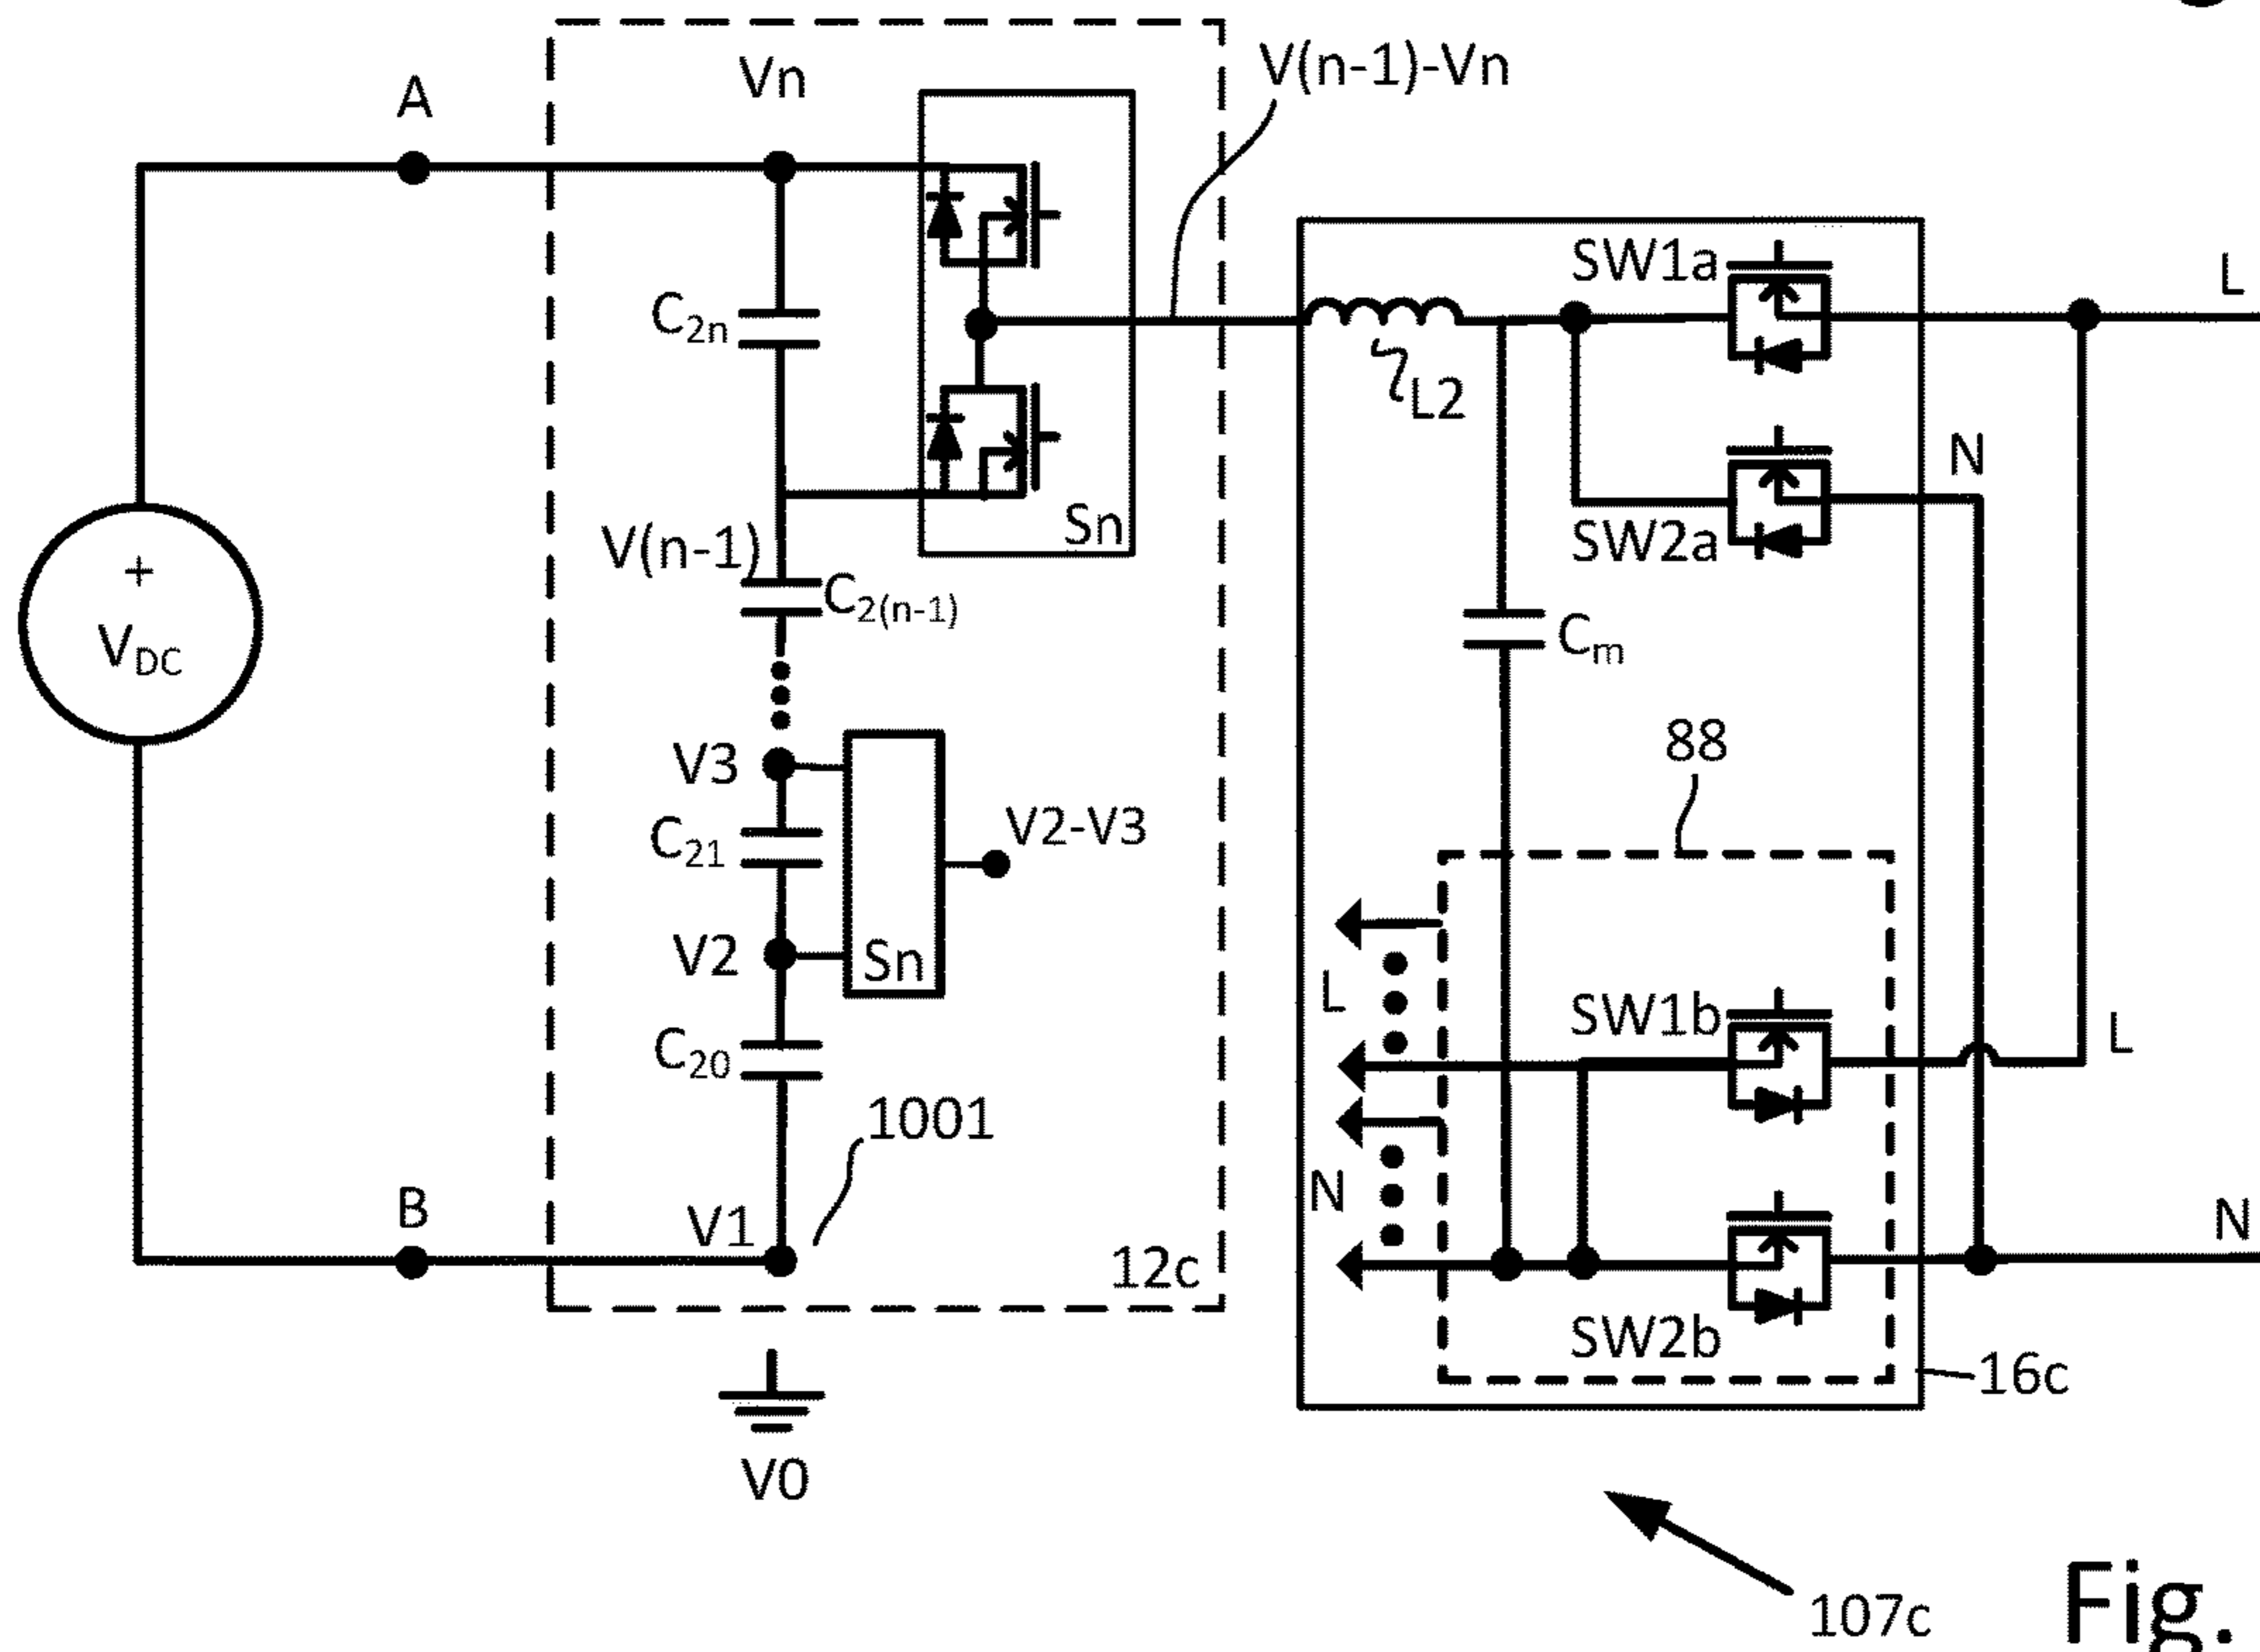 V(n-1)-Vn
Vn
A
L
SW1a
C2n
L2
N
Sn
SW2a
V(n-1)
+
VDC
C2(n-1)
Cm
88
V3
V2-V3
C21
V2
Sn
L
SW1b
L
C20
1001
N
B
V1
12c
N
SW2b
16c
V0
107c
Fig.